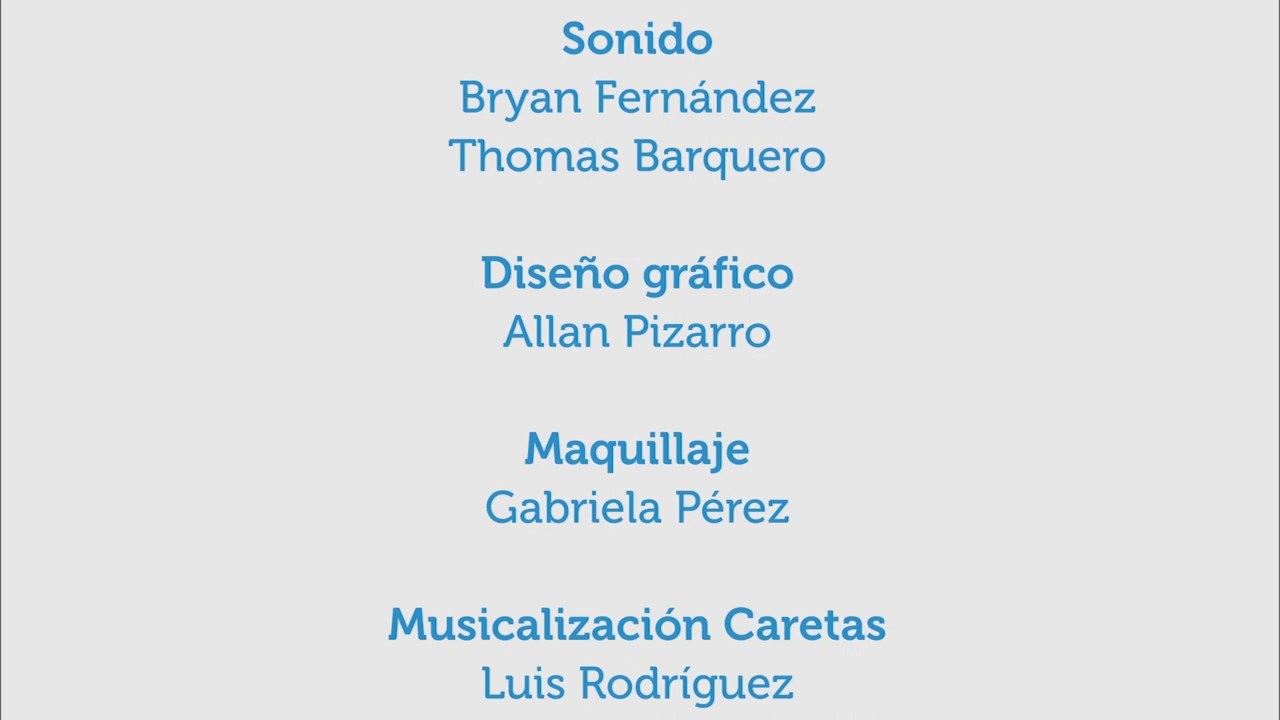 Sonido
Bryan Fernández
Thomas Barquero
Diseño gráfico
Allan Pizarro
Maquillaje
Gabriela Pérez
Musicalización Caretas
Luis Rodríguez